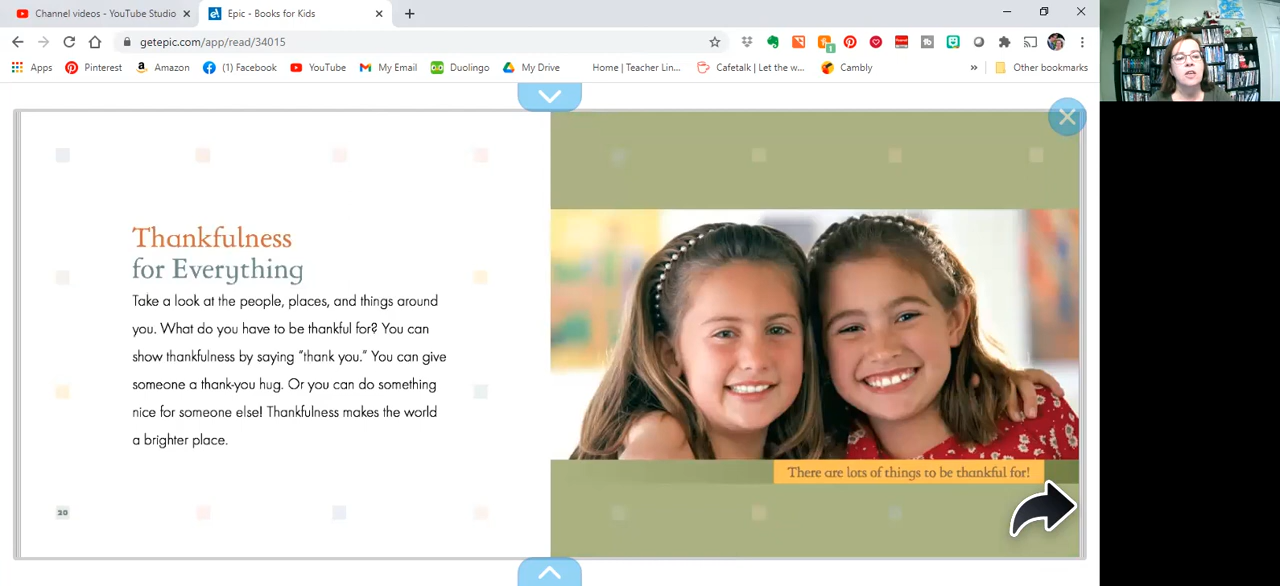 Channel videos - YouTube Studio
Epic - Books for Kids
getepic.com/app/read/34015
Apps
Pinterest
Amazon
(1) Facebook
YouTube
My Email
Duolingo
My Drive
Home | Teacher Lin...
Cafetalk | Let the w...
Cambly
»
Other bookmarks
Thankfulness
for Everything
Take a look at the people, places, and things around
you. What do you have to be thankful for? You can
show thankfulness by saying “thank you.” You can give
someone a thank-you hug. Or you can do something
nice for someone else! Thankfulness makes the world
a brighter place.
20
There are lots of things to be thankful for!